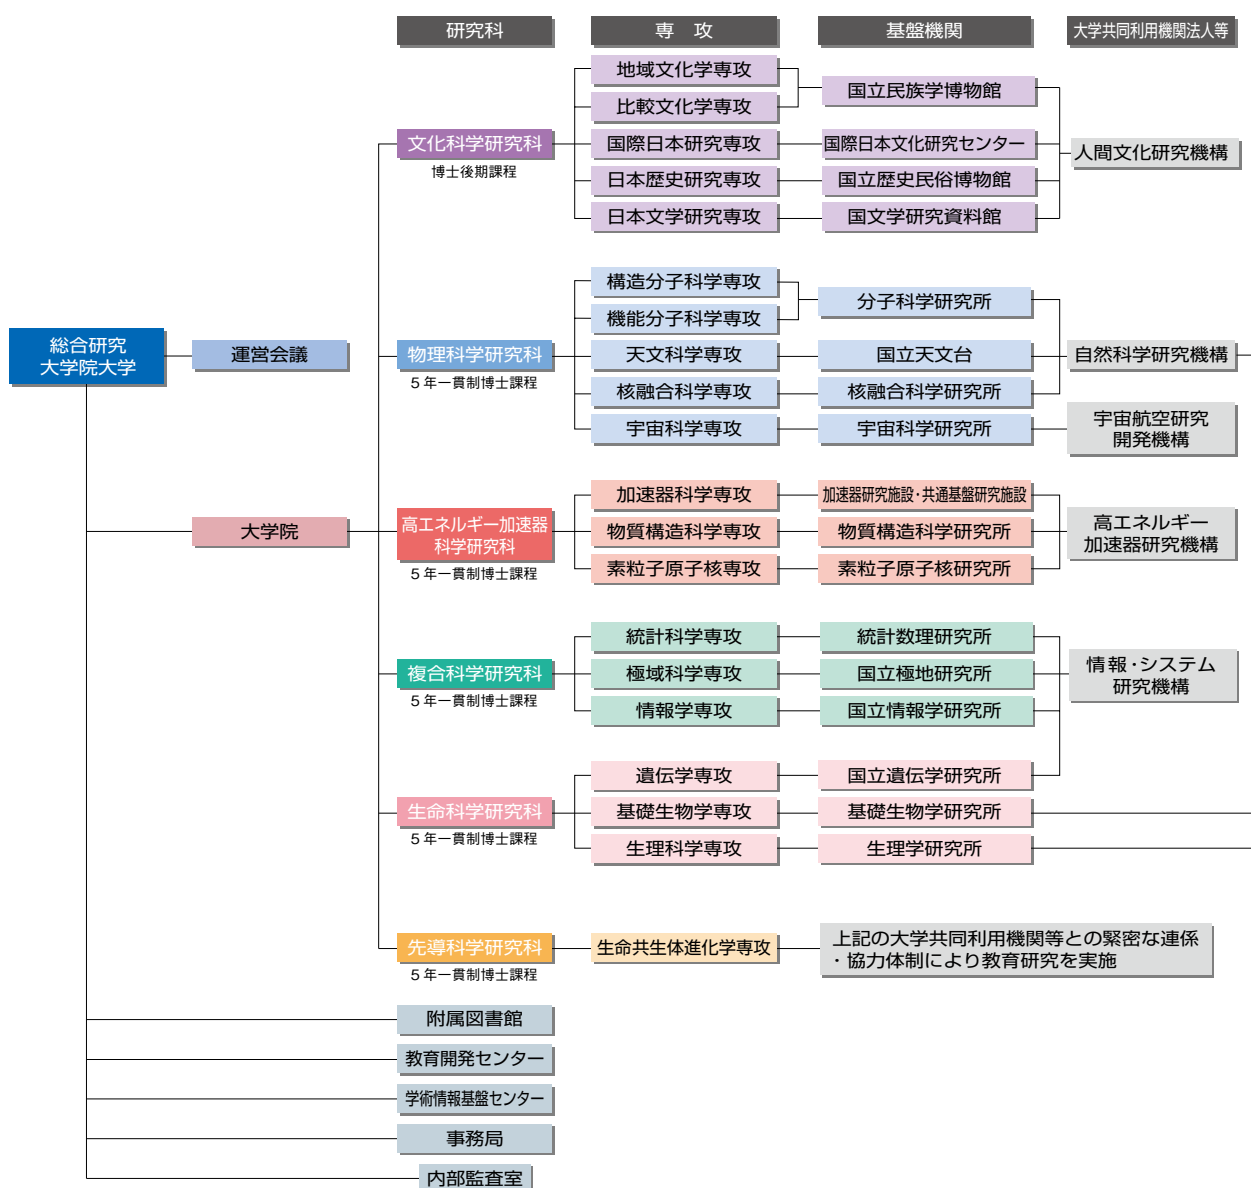 研究科
専 攻
基盤機関
大学共同利用機関法人等
総合研究
大学院大学
運営会議
大学院
文化科学研究科
博士後期課程
地域文化学専攻
比較文化学専攻
国際日本研究専攻
日本歴史研究専攻
日本文学研究専攻
国立民族学博物館
国際日本文化研究センター
国立歴史民俗博物館
国文学研究資料館
人間文化研究機構
物理科学研究科
5年一貫制博士課程
構造分子科学専攻
機能分子科学専攻
天文科学専攻
核融合科学専攻
宇宙科学専攻
分子科学研究所
国立天文台
核融合科学研究所
宇宙科学研究所
自然科学研究機構
宇宙航空研究
開発機構
高エネルギー加速器
科学研究科
5年一貫制博士課程
加速器科学専攻
物質構造科学専攻
素粒子原子核専攻
加速器研究施設・共通基盤研究施設
物質構造科学研究所
素粒子原子核研究所
高エネルギー
加速器研究機構
複合科学研究科
5年一貫制博士課程
統計科学専攻
極域科学専攻
情報学専攻
統計数理研究所
国立極地研究所
国立情報学研究所
情報・システム
研究機構
生命科学研究科
5年一貫制博士課程
遺伝学専攻
基礎生物学専攻
生理科学専攻
国立遺伝学研究所
基礎生物学研究所
生理学研究所
先導科学研究科
5年一貫制博士課程
生命共生体進化学専攻
上記の大学共同利用機関等との緊密な連係
・協力体制により教育研究を実施
附属図書館
教育開発センター
学術情報基盤センター
事務局
内部監査室